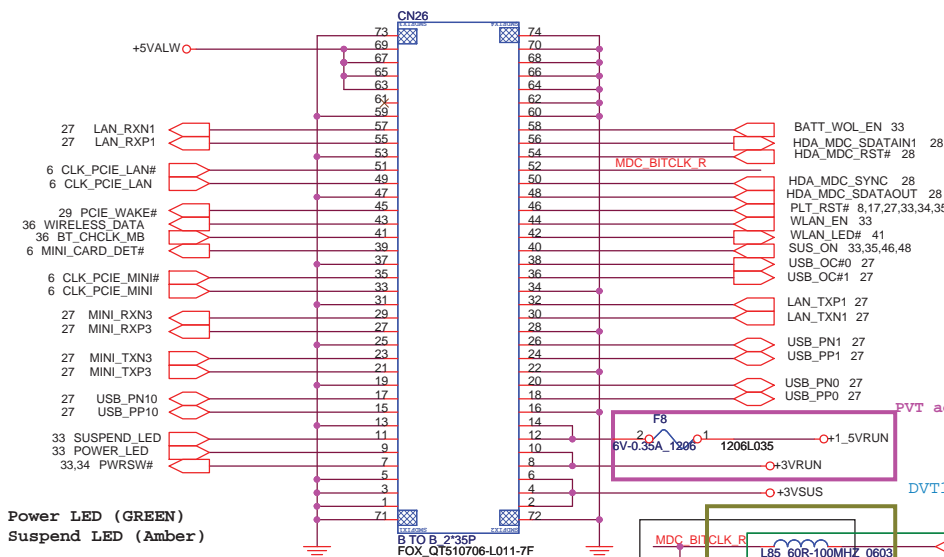 CN26
73 74
+5VALW 69 70
67 68
65 66
63 64
61 62
59 60
27 LAN_RXN1 57 58 BATT_WOL_EN 33
27 LAN_RXP1 55 56 HDA_MDC_SDATAIN1 28
53 54 HDA_MDC_RST# 28
6 CLK_PCIE_LAN# 51 52 MDC_BITCLK_R
6 CLK_PCIE_LAN 49 50 HDA_MDC_SYNC 28
47 48 HDA_MDC_SDATAOUT 28
29 PCIE_WAKE# 45 46 PLT_RST# 8,17,27,33,34,35
36 WIRELESS_DATA 43 44 WLAN_EN 33
36 BT_CHCLK_MB 41 42 WLAN_LED# 41
6 MINI_CARD_DET# 39 40 SUS_ON 33,35,46,48
37 38 USB_OC#0 27
6 CLK_PCIE_MINI# 35 36 USB_OC#1 27
6 CLK_PCIE_MINI 33 34
31 32 LAN_TXP1 27
27 MINI_RXN3 29 30 LAN_TXN1 27
27 MINI_RXP3 27 28
25 26 USB_PN1 27
27 MINI_TXN3 23 24 USB_PP1 27
27 MINI_TXP3 21 22
19 20 USB_PN0 27
27 USB_PN10 17 18 USB_PP0 27
27 USB_PP10 15 16
PVT a
13 14
F8
33 SUSPEND_LED 11 12 2 1 +1_5VRUN
6V-0.35A_1206 1206L035
33 POWER_LED 9 10
33,34 PWRSW# 7 8 +3VRUN
5 6
3 4 +3VSUS
DVT1
1 2
71 72
Power LED (GREEN)
Suspend LED (Amber)
B TO B_2*35P
FOX_QT510706-L011-7F
MDC_BITCLK_R
L85 60R-100MHZ_0603